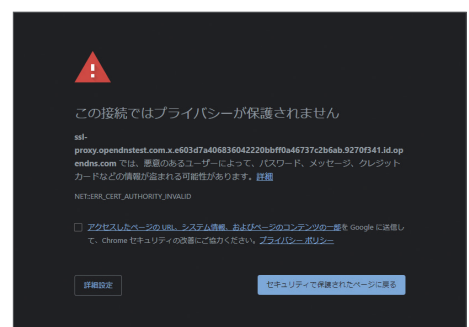 この接続ではプライバシーが保護されません
ssl-
proxy.opendnstest.com.x.e603d7a406836042220bbff0a46737c2b6ab.9270f341.id.op
endns.com では、悪意のあるユーザーによって、パスワード、メッセージ、クレジット
カードなどの情報が盗まれる可能性があります。詳細
NET::ERR_CERT_AUTHORITY_INVALID
アクセスしたページの URL、システム情報、およびページのコンテンツの一部を Google に送信し
て、Chrome セキュリティの改善にご協力ください。プライバシー ポリシー
詳細設定
セキュリティで保護されたページに戻る